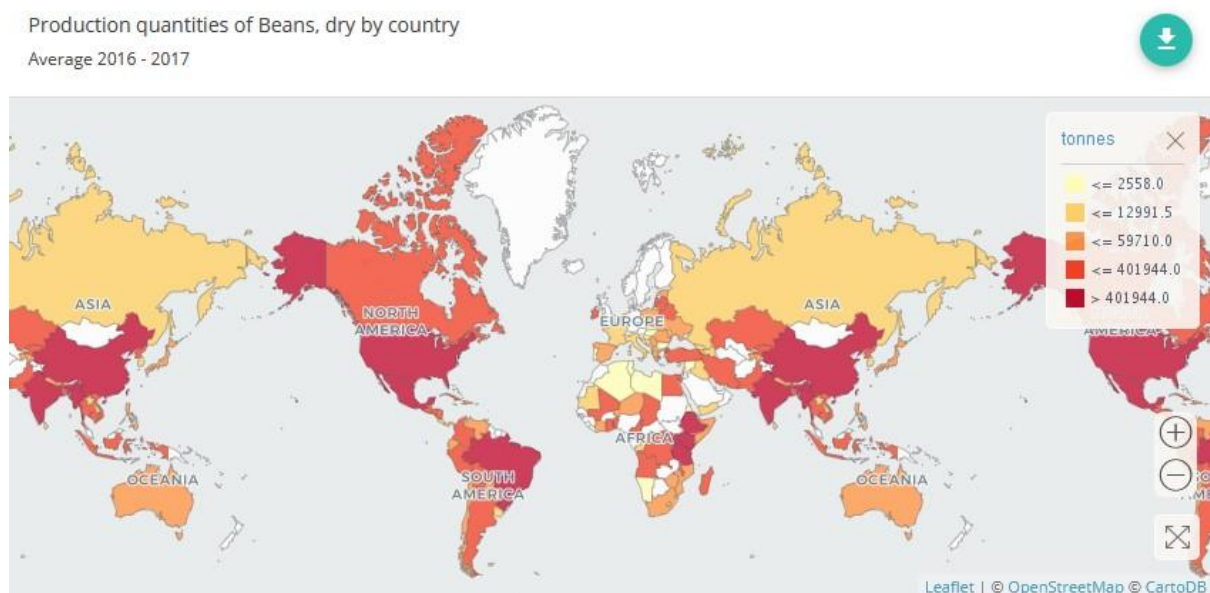 Production quantities of Beans, dry by country
Average 2016 - 2017
tonnes
<= 2558.0
<= 12991.5
<= 59710.0
<= 401944.0
> 401944.0
ASIA
NORTH
AMERICA
EUROPE
ASIA
AMERICA
AFRICA
OCEANIA
SOUTH
AMERICA
OCEANIA
Leaflet | © OpenStreetMap © CartoDB